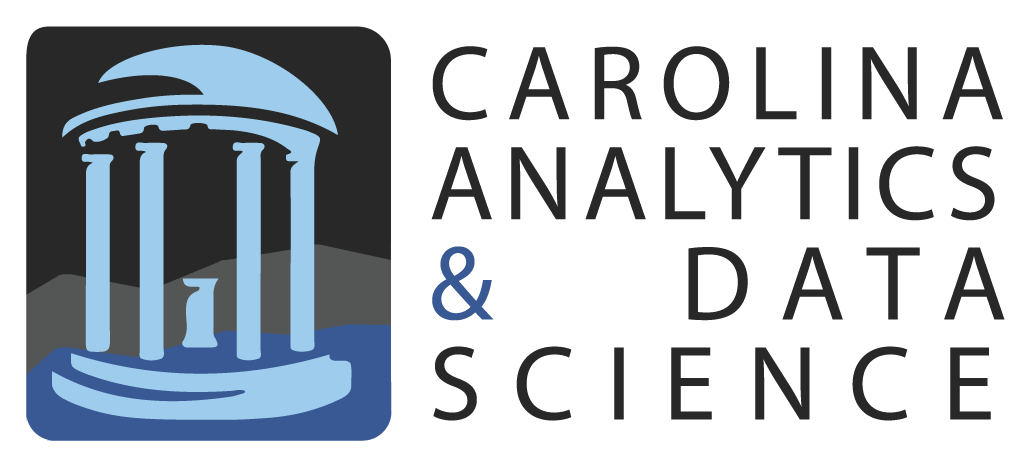 CAROLINA
ANALYTICS
& DATA
SCIENCE